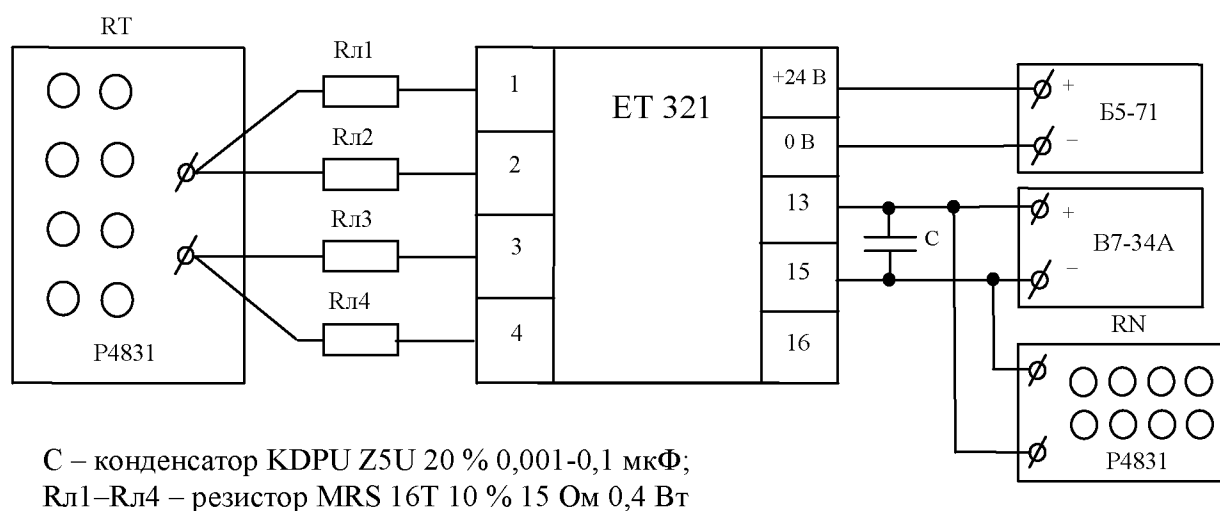 RT
Rл1
Rл2
Rл3
Rл4
P4831
1
2
3
4
ET 321
+24 В
0 В
13
15
16
C
+
Б5-71
−
+
В7-34А
−
RN
P4831
C – конденсатор KDPU Z5U 20 % 0,001-0,1 мкФ;
Rл1–Rл4 – резистор MRS 16T 10 % 15 Ом 0,4 Вт